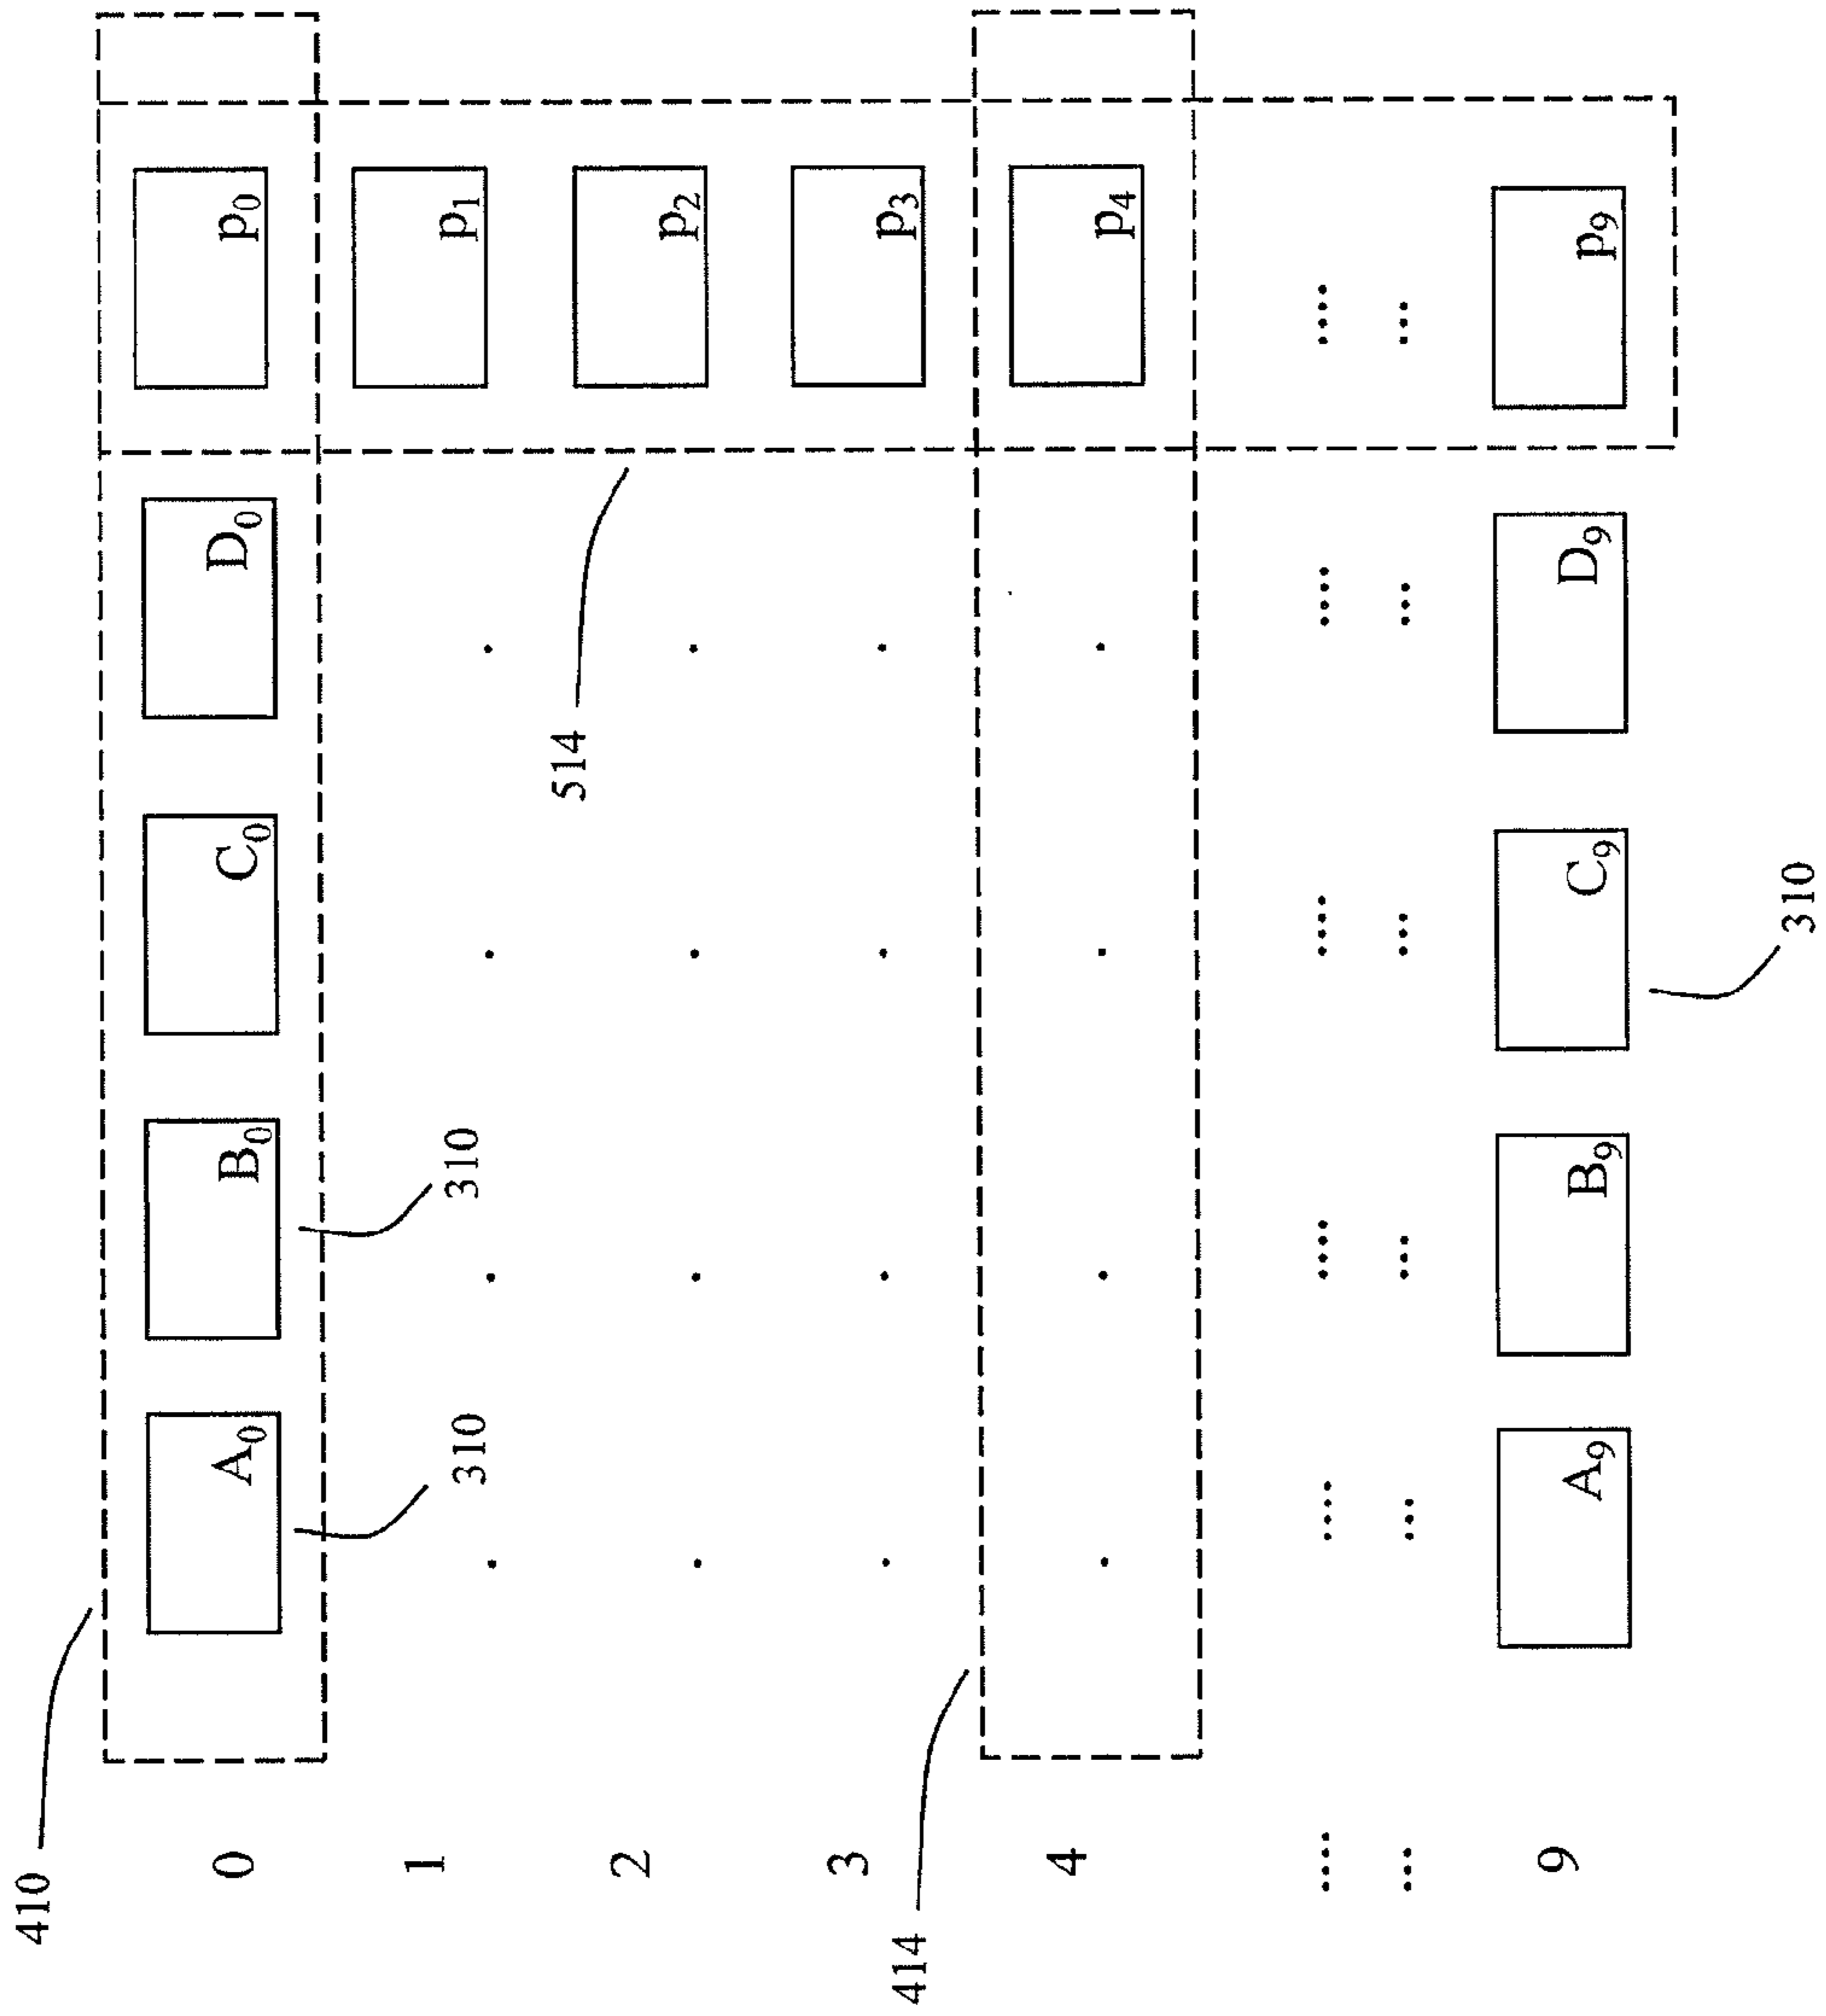 410
0 A₀ B₀ C₀ D₀ p₀
1 310 310 p₁
514
2 p₂
3 p₃
414
4 p₄
.... .... .... .... .... ....
... ... ... ... ... ...
9 A₉ B₉ C₉ D₉ p₉
310